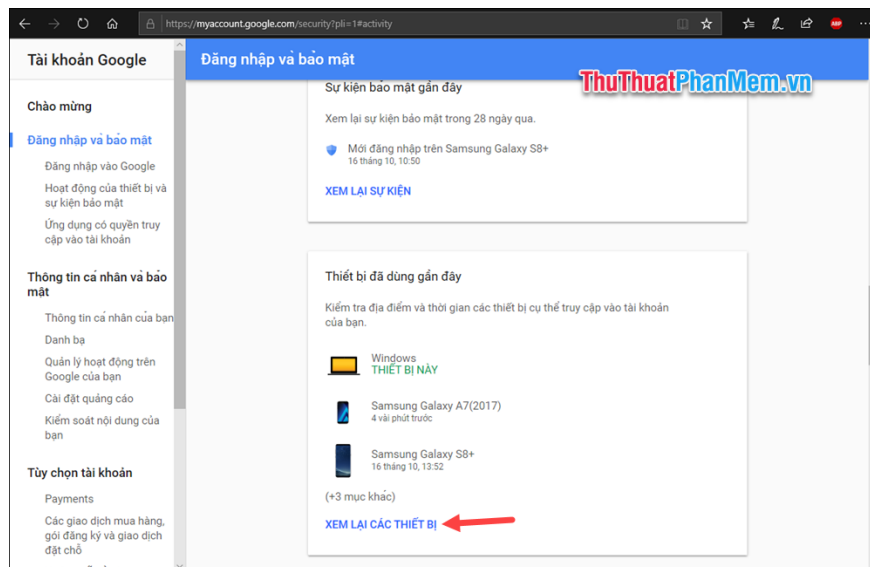 https://myaccount.google.com/security?pli=1#activity
ABP
Tài khoản Google
Đăng nhập và bảo mật
ThuThuatPhanMem.vn
Chào mừng
Đăng nhập và bảo mật
Đăng nhập vào Google
Hoạt động của thiết bị và
sự kiện bảo mật
Ứng dụng có quyền truy
cập vào tài khoản
Thông tin cá nhân và bảo
mật
Thông tin cá nhân của bạn
Danh bạ
Quản lý hoạt động trên
Google của bạn
Cài đặt quảng cáo
Kiểm soát nội dung của
bạn
Tùy chọn tài khoản
Payments
Các giao dịch mua hàng,
gói đăng ký và giao dịch
đặt chỗ
Sự kiện bảo mật gần đây
Xem lại sự kiện bảo mật trong 28 ngày qua.
Mới đăng nhập trên Samsung Galaxy S8+
16 tháng 10, 10:50
XEM LẠI SỰ KIỆN
Thiết bị đã dùng gần đây
Kiểm tra địa điểm và thời gian các thiết bị cụ thể truy cập vào tài khoản
của bạn.
Windows
THIẾT BỊ NÀY
Samsung Galaxy A7(2017)
4 vài phút trước
Samsung Galaxy S8+
16 tháng 10, 13:52
(+3 mục khác)
XEM LẠI CÁC THIẾT BỊ